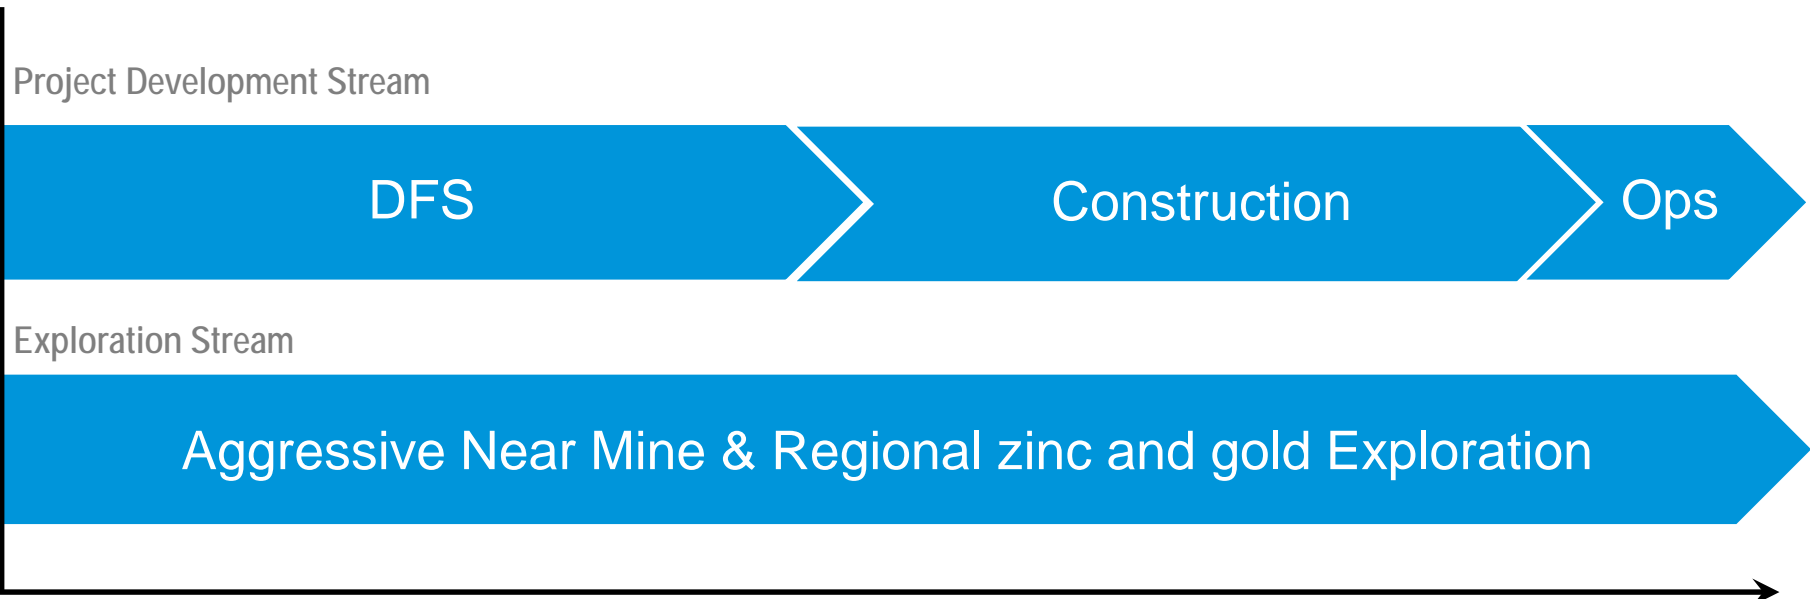 Project Development Stream
DFS
Construction
Ops
Exploration Stream
Aggressive Near Mine & Regional zinc and gold Exploration